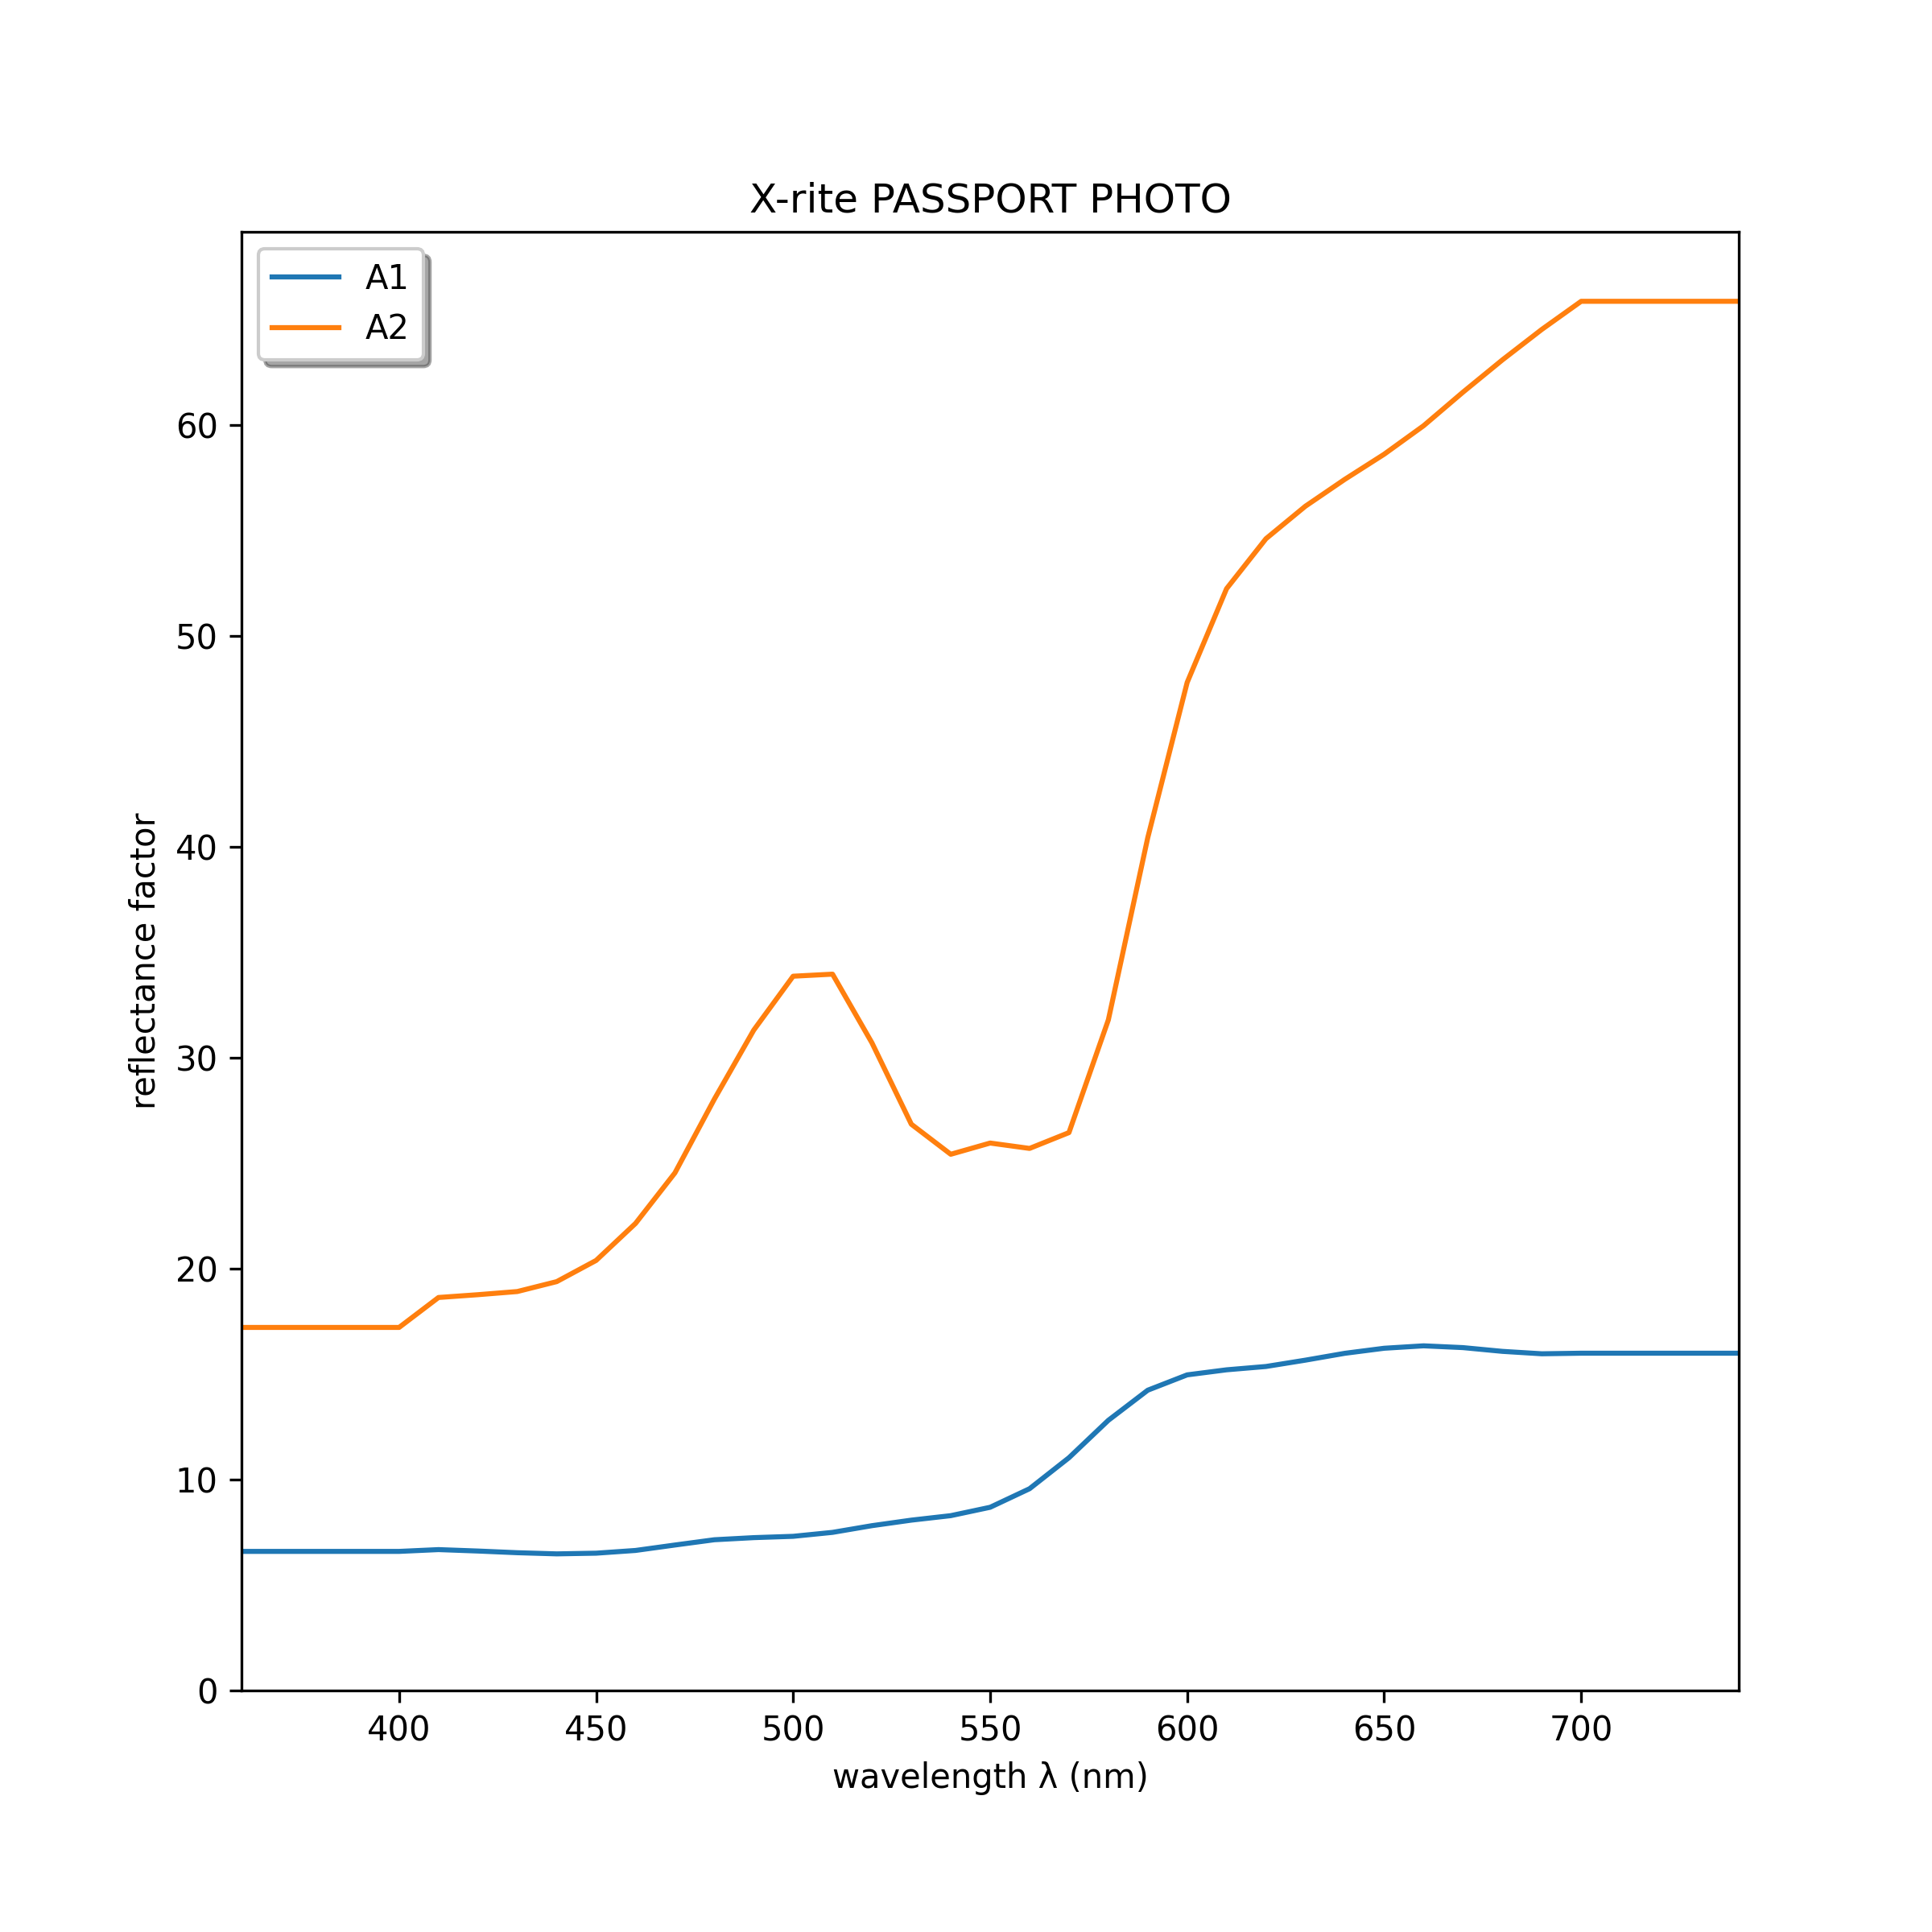 X-rite PASSPORT PHOTO
A1
A2
60
50
40
30
20
10
0
reflectance factor
400 450 500 550 600 650 700
wavelength λ (nm)